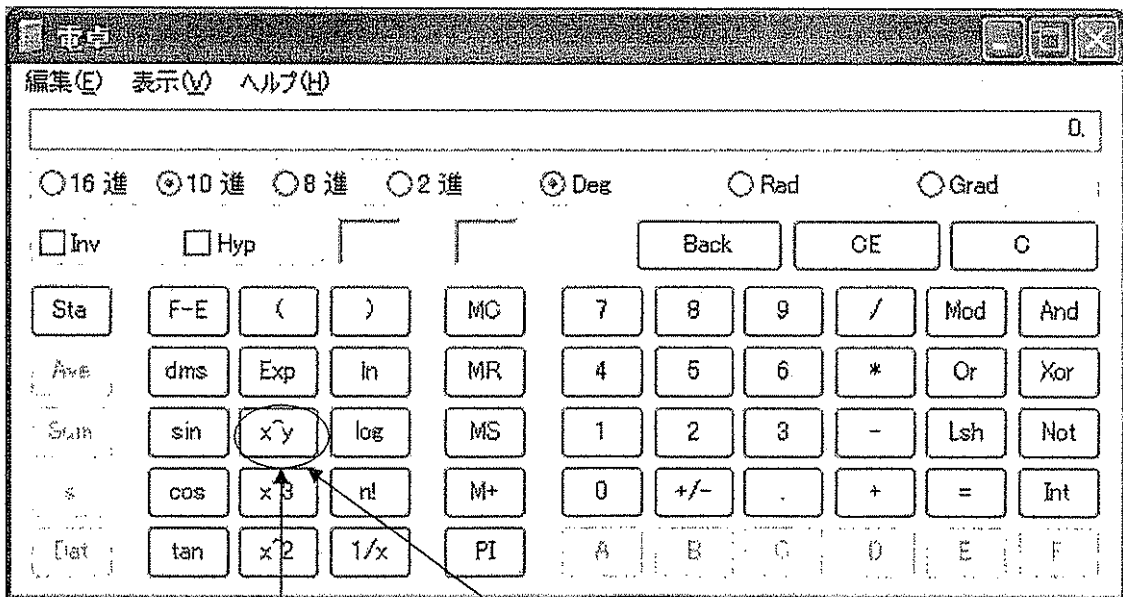 電卓
編集(E) 表示(V) ヘルプ(H)
0.
16 進 10 進 8 進 2 進 Deg Rad Grad
Inv Hyp Back CE C
Sta F-E ( ) MC 7 8 9 / Mod And
Ave dms Exp ln MR 4 5 6 * Or Xor
Sum sin x^y log MS 1 2 3 - Lsh Not
s cos x^3 n! M+ 0 +/- . + = Int
Dat tan x^2 1/x PI A B C D E F